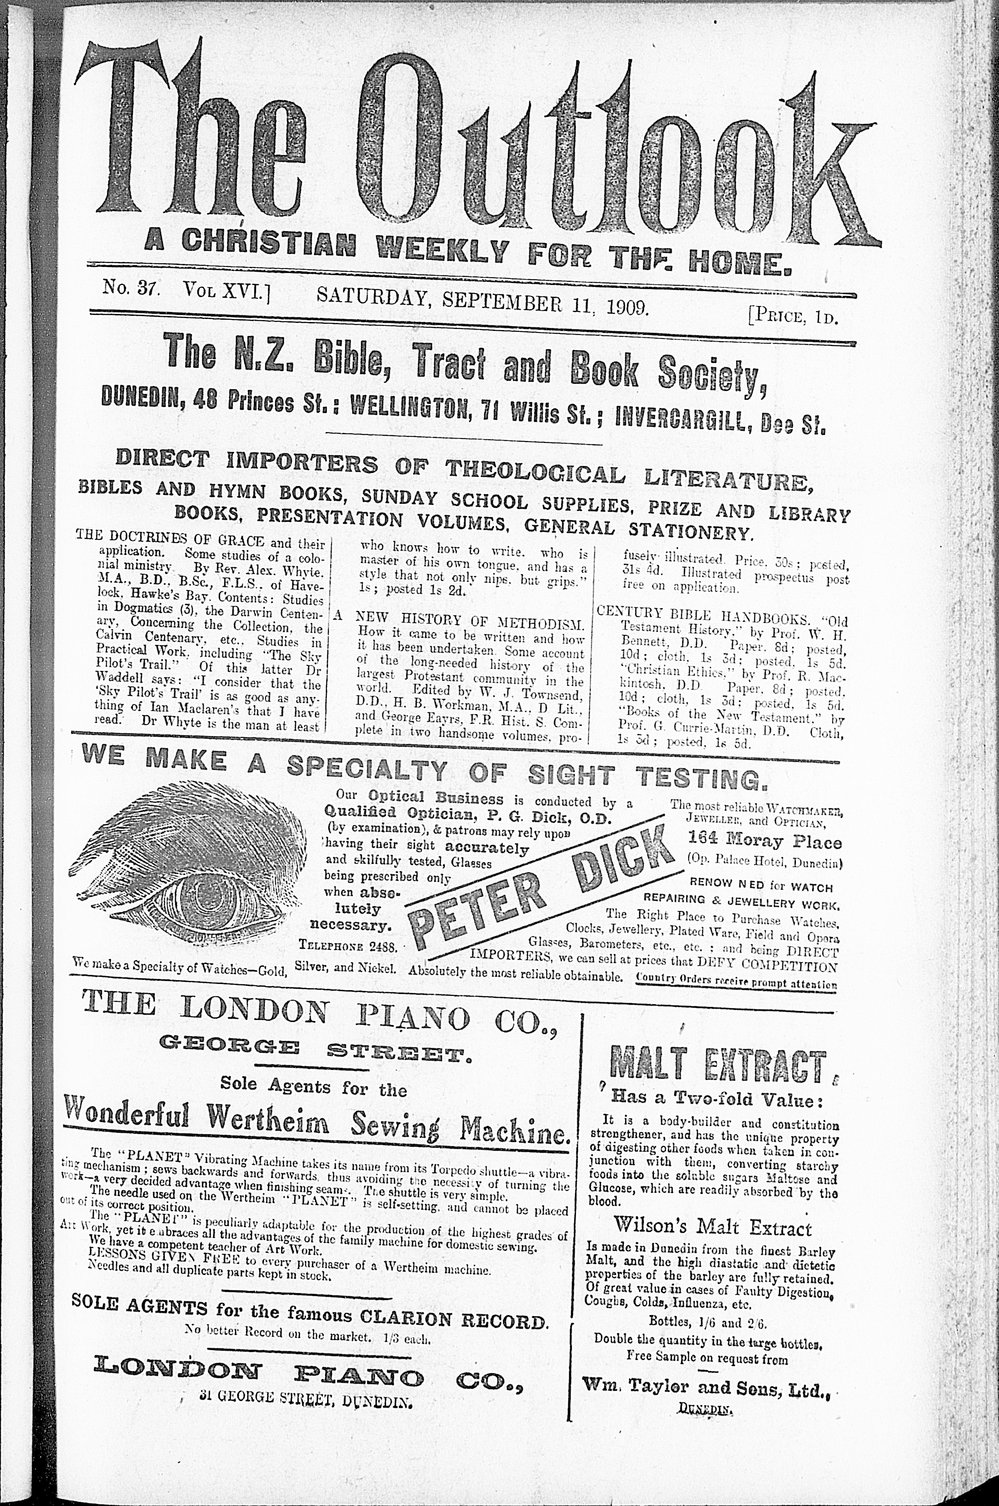 The Outlook
A CHRISTIAN WEEKLY FOR THE HOME.
No. 37. VOL XVI.] SATURDAY, SEPTEMBER 11, 1909. [PRICE, 1D.
The N.Z. Bible, Tract and Book Society,
DUNEDIN, 48 Princes St.; WELLINGTON, 71 Willis St.; INVERCARGILL, Dee St.
DIRECT IMPORTERS OF THEOLOGICAL LITERATURE,
BIBLES AND HYMN BOOKS, SUNDAY SCHOOL SUPPLIES, PRIZE AND LIBRARY
BOOKS, PRESENTATION VOLUMES, GENERAL STATIONERY.
THE DOCTRINES OF GRACE and their
application. Some studies of a colo-
nial ministry. By Rev. Alex. Whyte.
M.A., B.D., B.Sc., F.L.S., of Have-
lock, Hawke's Bay. Contents: Studies
in Dogmatics (3), the Darwin Centen-
ary, Concerning the Collection, the
Calvin Centenary, etc., Studies in
Practical Work, including "The Sky
Pilot's Trail." Of this latter Dr
Waddell says: "I consider that the
'Sky Pilot's Trail' is as good as any-
thing of Ian Maclaren's that I have
read. Dr Whyte is the man at least
who knows how to write, who is
master of his own tongue, and has a
style that not only nips, but grips."
1s; posted 1s 2d.
A NEW HISTORY OF METHODISM.
How it came to be written and how
it has been undertaken. Some account
of the long-needed history of the
largest Protestant community in the
world. Edited by W. J. Townsend,
D.D., H. B. Workman, M.A., D Lit.,
and George Eayrs, F.R. Hist. S. Com-
plete in two handsome volumes, pro-
fusely illustrated. Price, 30s; posted,
31s 4d. Illustrated prospectus post
free on application.
CENTURY BIBLE HANDBOOKS. "Old
Testament History," by Prof. W. H.
Bennett, D.D. Paper, 8d; posted,
10d; cloth, 1s 3d; posted, 1s 5d.
"Christian Ethics," by Prof. R. Mac-
kintosh, D.D. Paper, 8d; posted,
10d; cloth, 1s 3d; posted, 1s 5d.
"Books of the New Testament," by
Prof. G. Currie-Martin, D.D. Cloth,
1s 3d; posted, 1s 5d.
WE MAKE A SPECIALTY OF SIGHT TESTING.
Our Optical Business is conducted by a
Qualified Optician, P. G. Dick, O.D.
(by examination), & patrons may rely upon
having their sight accurately
and skilfully tested, Glasses
being prescribed only
when abso-
lutely
necessary.
TELEPHONE 2488.
PETER DICK
The most reliable WATCHMAKER,
JEWELLER, and OPTICIAN,
164 Moray Place
(Op. Palace Hotel, Dunedin)
RENOWNED for WATCH
REPAIRING & JEWELLERY WORK.
The Right Place to Purchase Watches,
Clocks, Jewellery, Plated Ware, Field and Opera
Glasses, Barometers, etc., etc.; and being DIRECT
IMPORTERS, we can sell at prices that DEFY COMPETITION
We make a Specialty of Watches—Gold, Silver, and Nickel. Absolutely the most reliable obtainable. Country Orders receive prompt attention
THE LONDON PIANO CO.,
GEORGE STREET.
Sole Agents for the
Wonderful Wertheim Sewing Machine.
The "PLANET" Vibrating Machine takes its name from its Torpedo shuttle—a vibra-
ting mechanism; sews backwards and forwards, thus avoiding the necessity of turning the
work—a very decided advantage when finishing seams. The shuttle is very simple.
The needle used on the Wertheim "PLANET" is self-setting, and cannot be placed
out of its correct position.
The "PLANET" is peculiarly adaptable for the production of the highest grades of
Art Work, yet it embraces all the advantages of the family machine for domestic sewing.
We have a competent teacher of Art Work.
LESSONS GIVEN FREE to every purchaser of a Wertheim machine.
Needles and all duplicate parts kept in stock.
SOLE AGENTS for the famous CLARION RECORD.
No better Record on the market. 1/3 each.
LONDON PIANO CO.,
31 GEORGE STREET, DUNEDIN.
MALT EXTRACT
Has a Two-fold Value:
It is a body-builder and constitution
strengthener, and has the unique property
of digesting other foods when taken in con-
junction with them, converting starchy
foods into the soluble sugars Maltose and
Glucose, which are readily absorbed by the
blood.
Wilson's Malt Extract
Is made in Dunedin from the finest Barley
Malt, and the high diastatic and dietetic
properties of the barley are fully retained.
Of great value in cases of Faulty Digestion,
Coughs, Colds, Influenza, etc.
Bottles, 1/6 and 2/6.
Double the quantity in the large bottles.
Free Sample on request from
Wm. Taylor and Sons, Ltd.,
DUNEDIN.